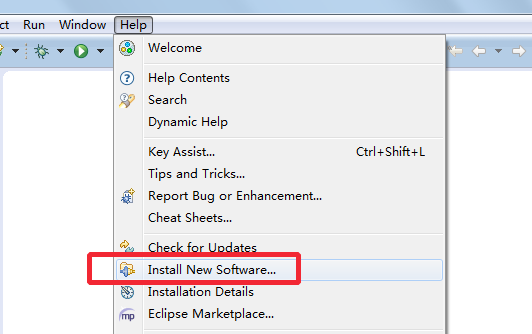 ct Run Window Help
Welcome
Help Contents
Search
Dynamic Help
Key Assist... Ctrl+Shift+L
Tips and Tricks...
Report Bug or Enhancement...
Cheat Sheets...
Check for Updates
Install New Software...
Installation Details
mp Eclipse Marketplace...